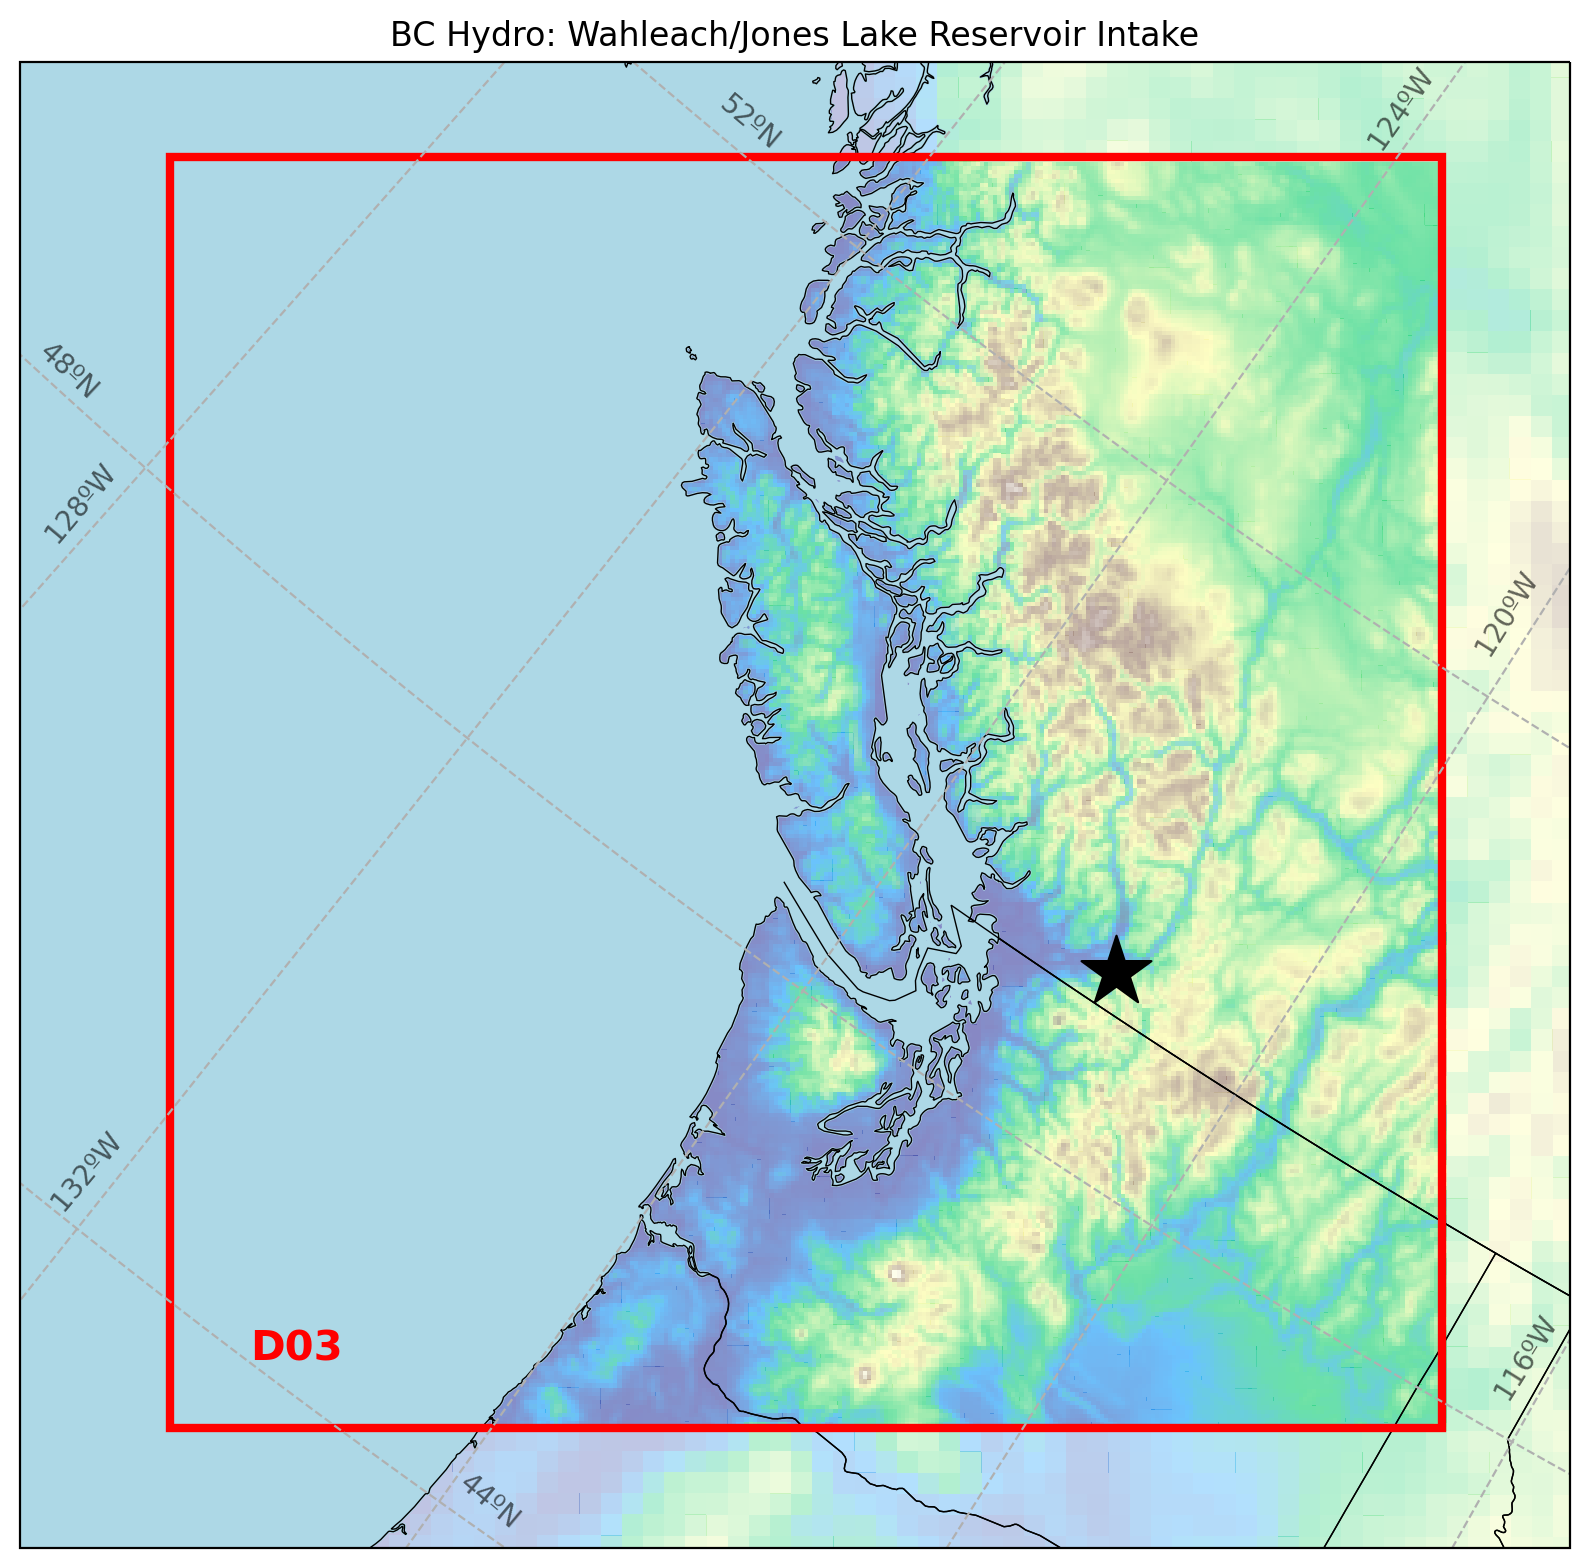 BC Hydro: Wahleach/Jones Lake Reservoir Intake
52ºN
124ºW
48ºN
128ºW
120ºW
132ºW
D03
116ºW
44ºN